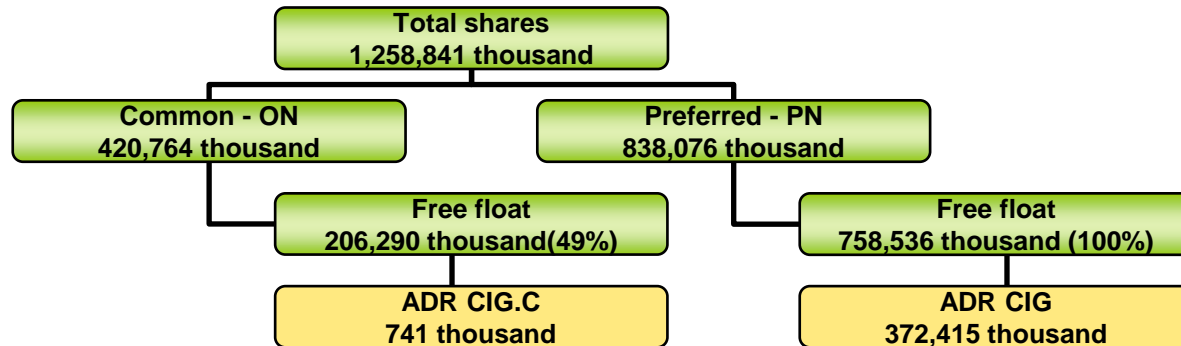 Total shares
1,258,841 thousand
Common - ON
420,764 thousand
Preferred - PN
838,076 thousand
Free float
206,290 thousand(49%)
Free float
758,536 thousand (100%)
ADR CIG.C
741 thousand
ADR CIG
372,415 thousand